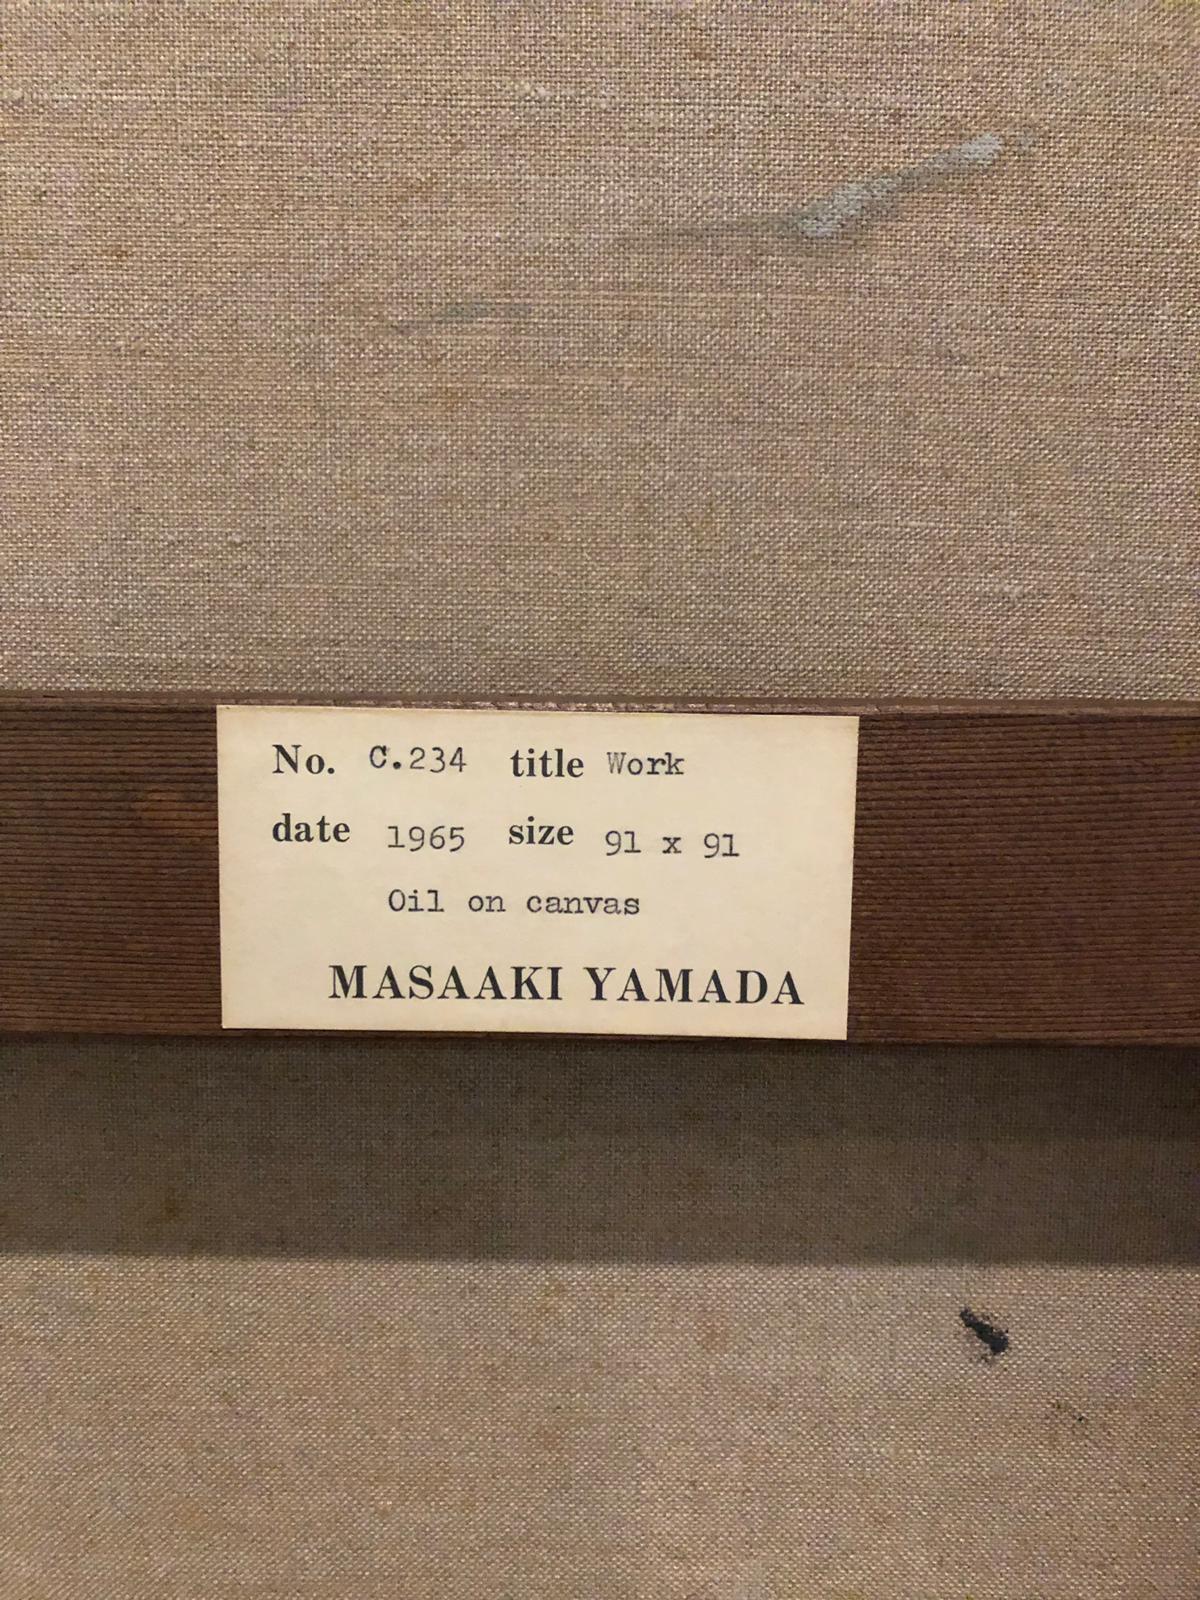 No. C.234 title Work
date 1965 size 91 x 91
Oil on canvas
MASAAKI YAMADA